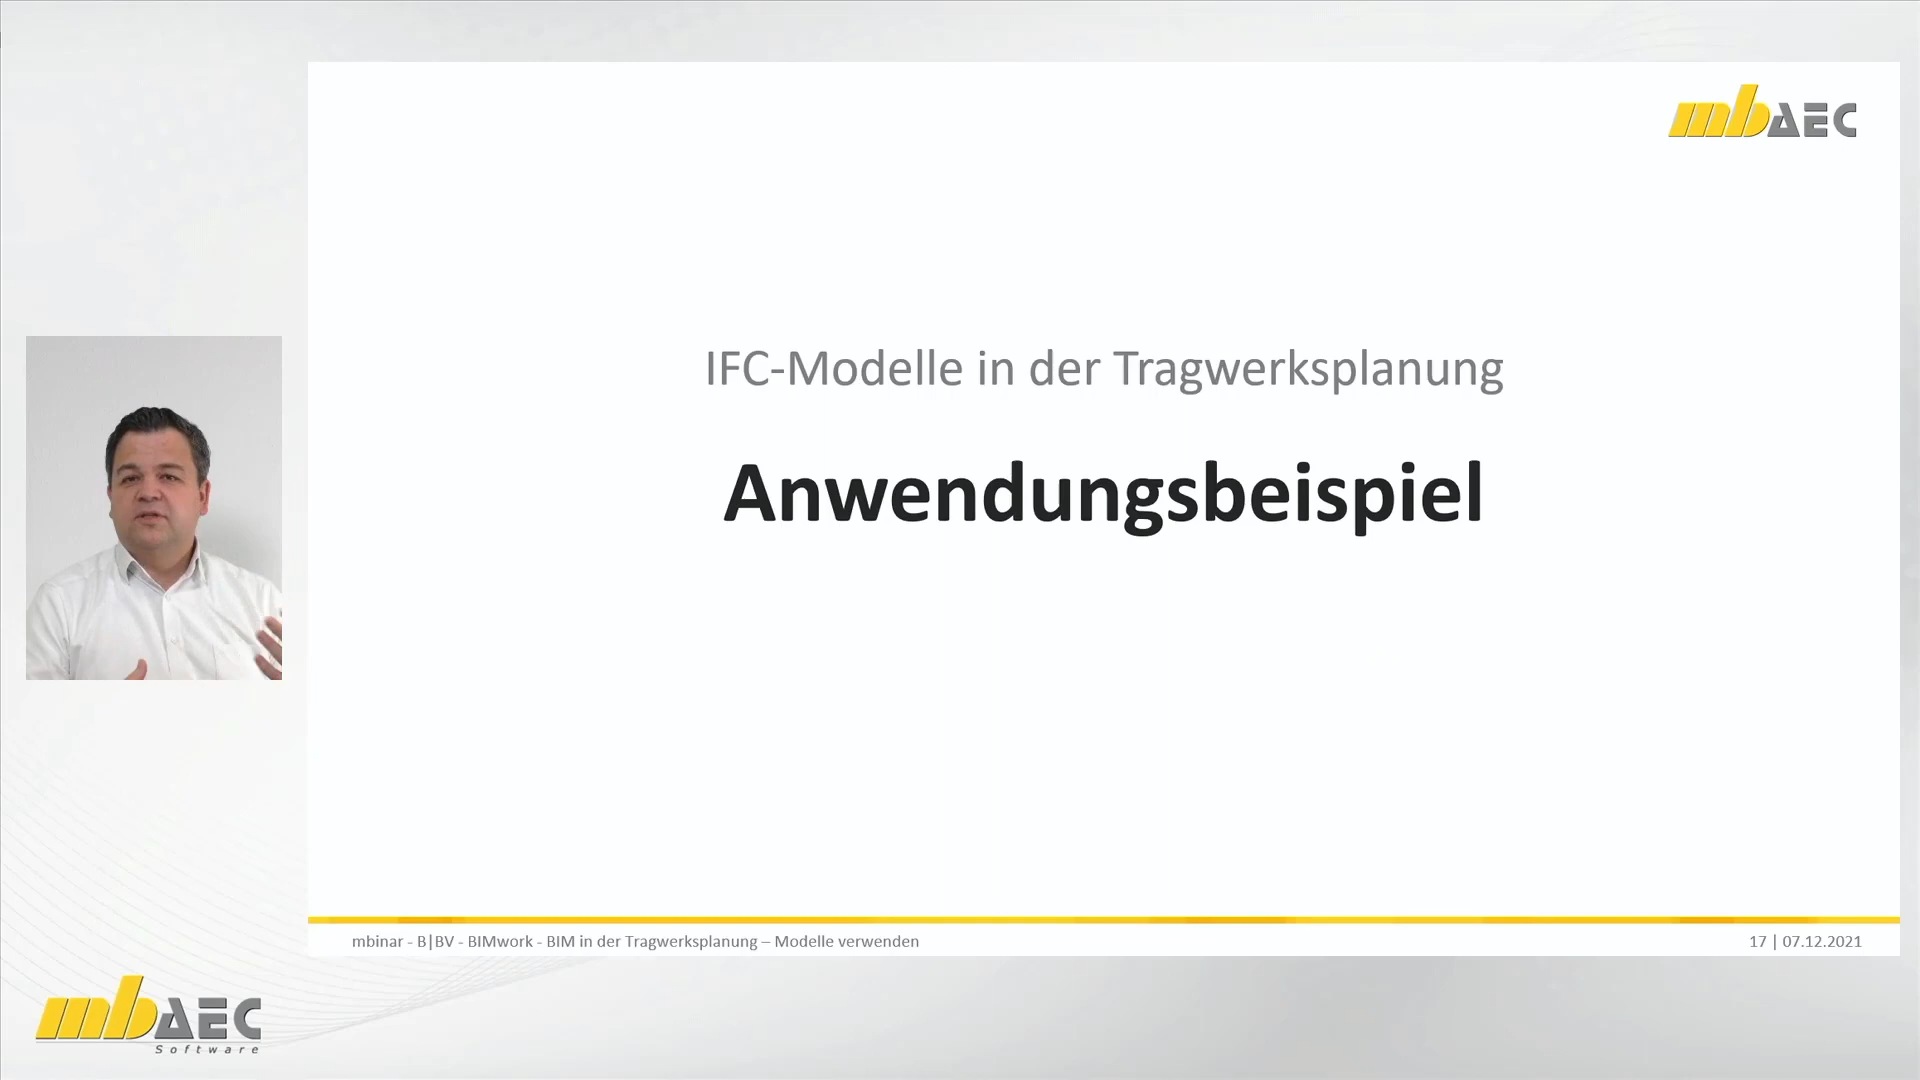 mbAEC
IFC-Modelle in der Tragwerksplanung
Anwendungsbeispiel
mbinar - B|BV - BIMwork - BIM in der Tragwerksplanung – Modelle verwenden
17 | 07.12.2021
mbAEC
Software